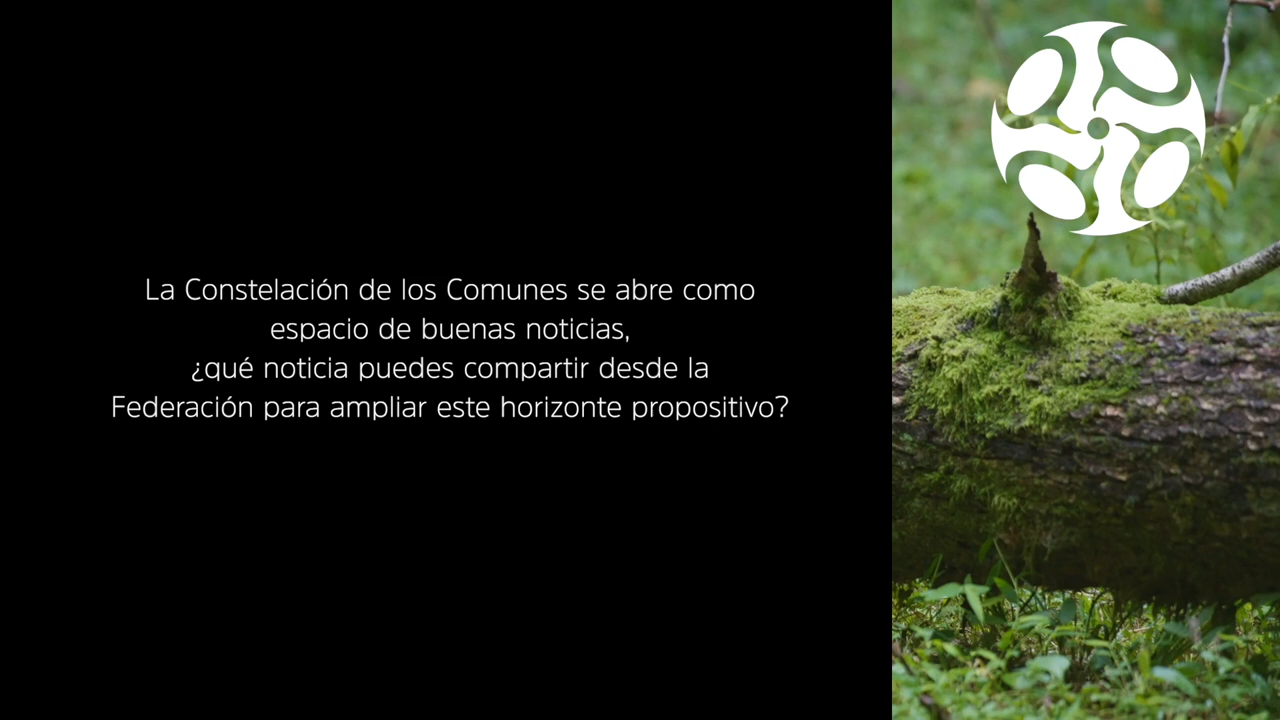 La Constelación de los Comunes se abre como
espacio de buenas noticias,
¿qué noticia puedes compartir desde la
Federación para ampliar este horizonte propositivo?